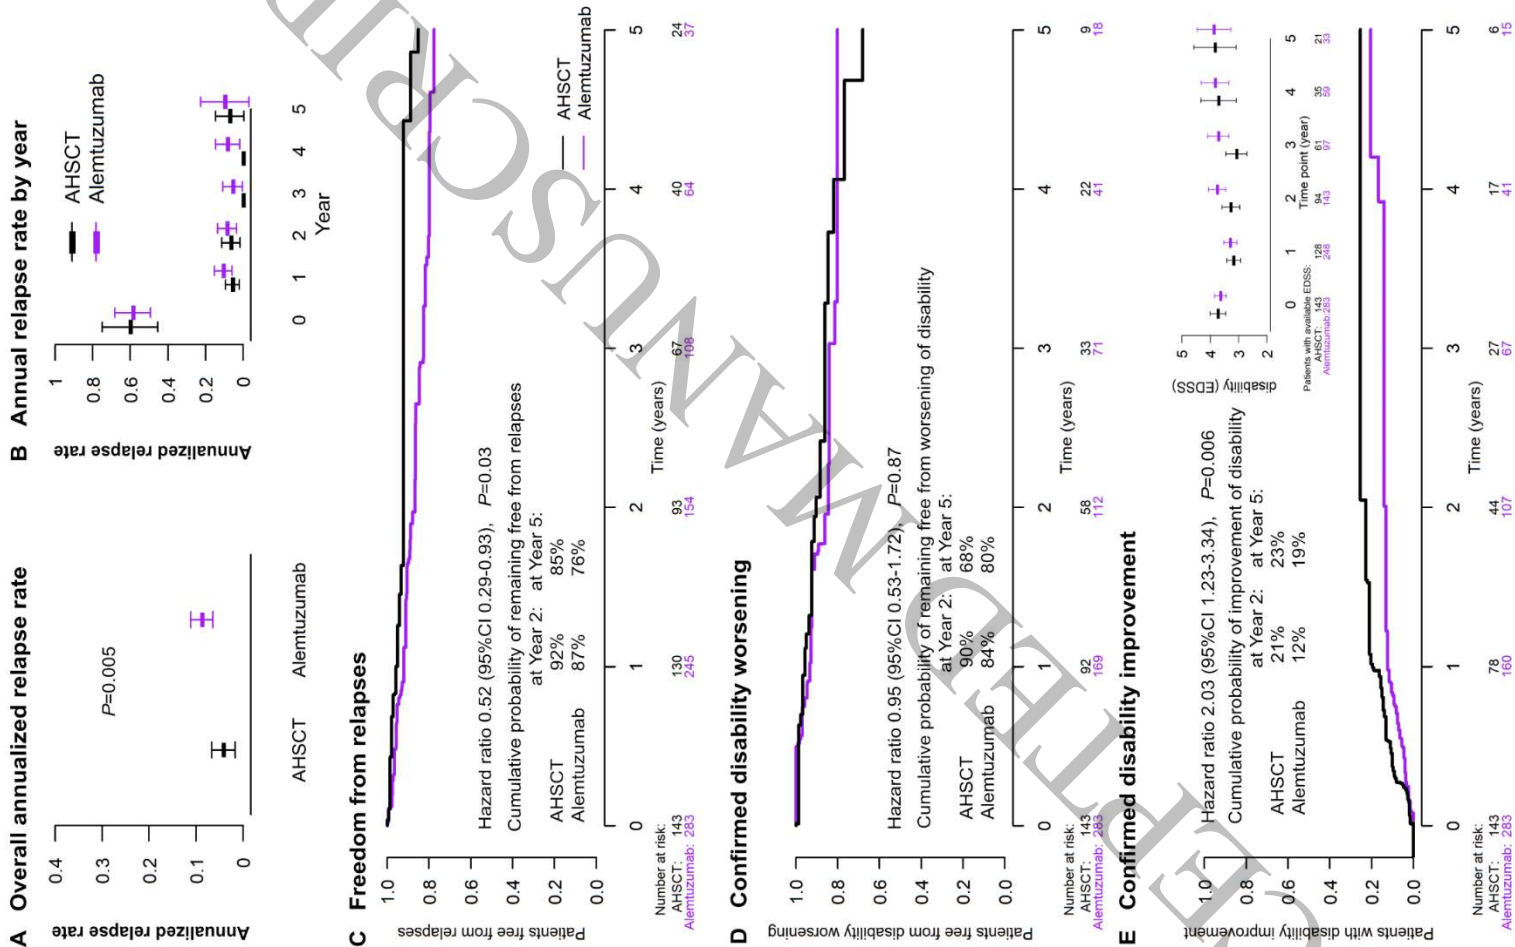 A Overall annualized relapse rate
Annualized relapse rate
0.4
0.3
0.2
0.1
0
P=0.005
AHSCT Alemtuzumab
B Annual relapse rate by year
Annualized relapse rate
1
0.8
0.6
0.4
0.2
0
AHSCT
Alemtuzumab
0 1 2 3 4 5
Year
C Freedom from relapses
Patients free from relapses
1.0
0.8
0.6
0.4
0.2
0.0
Hazard ratio 0.52 (95%CI 0.29-0.93), P=0.03
Cumulative probability of remaining free from relapses
at Year 2: at Year 5:
AHSCT 92% 85%
Alemtuzumab 87% 76%
AHSCT
Alemtuzumab
0 1 2 3 4 5
Time (years)
Number at risk:
AHSCT: 143 130 93 67 40 24
Alemtuzumab: 283 245 154 108 64 37
D Confirmed disability worsening
Patients free from disability worsening
1.0
0.8
0.6
0.4
0.2
0.0
Hazard ratio 0.95 (95%CI 0.53-1.72), P=0.87
Cumulative probability of remaining free from worsening of disability
at Year 2: at Year 5:
AHSCT 90% 68%
Alemtuzumab 84% 80%
0 1 2 3 4 5
Time (years)
Number at risk:
AHSCT: 143 92 58 33 22 9
Alemtuzumab: 283 169 112 71 41 18
E Confirmed disability improvement
Patients with disability improvement
1.0
0.8
0.6
0.4
0.2
0.0
Hazard ratio 2.03 (95%CI 1.23-3.34), P=0.006
Cumulative probability of improvement of disability
at Year 2: at Year 5:
AHSCT 21% 23%
Alemtuzumab 12% 19%
disability (EDSS)
5
4
3
2
0 1 2 3 4 5
Time point (year)
Patients with available EDSS:
AHSCT: 143 128 94 61 35 21
Alemtuzumab: 283 248 143 97 59 33
0 1 2 3 4 5
Time (years)
Number at risk:
AHSCT: 143 78 44 27 17 6
Alemtuzumab: 283 160 107 67 41 15
CEPTED MANUSCRIP